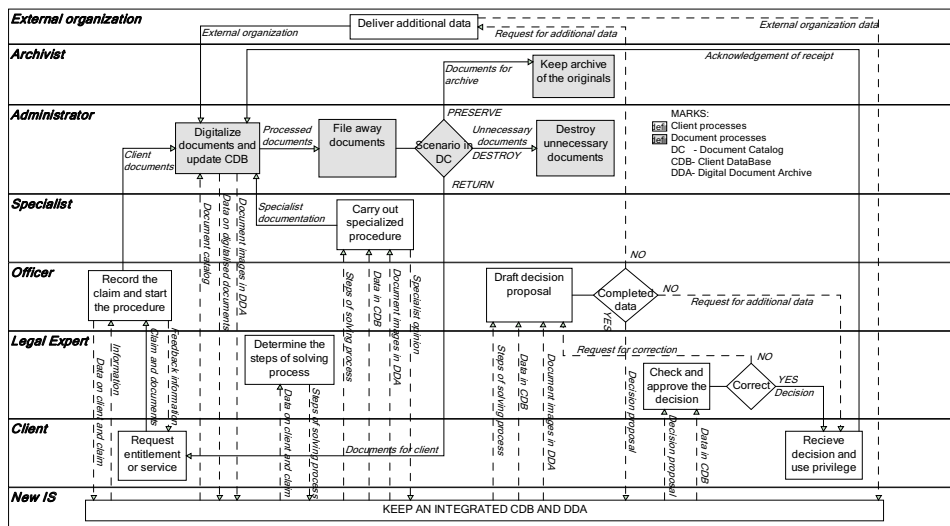 External organization
Deliver additional data
External organization
Request for additional data
External organization data
Archivist
Keep archive
of the originals
Documents for
archive
Acknowledgement of receipt
Administrator
PRESERVE
Digitalize
documents and
update CDB
Processed
documents
File away
documents
Scenario in
DC
Unnecessary
documents
DESTROY
Destroy
unnecessary
documents
RETURN
Client
documents
MARKS:
Client processes
Document processes
DC - Document Catalog
CDB- Client DataBase
DDA- Digital Document Archive
Specialist
Document catalog
Data on digitalised documents
Document images in DDA
Specialist
documentation
Carry out
specialized
procedure
NO
Officer
Record the
claim and start
the procedure
Steps of solving process
Data in CDB
Document images in DDA
Specialist opinion
Draft decision
proposal
Completed
data
NO
Request for additional data
YES
Legal Expert
Data on client and claim
Information
Claim and documents
Feedback information
Determine the
steps of solving
process
Steps of solving process
Data in CDB
Document images in DDA
Request for correction
NO
Check and
approve the
decision
Correct
YES
Decision
Client
Request
entitlement
or service
Data on client and claim
Steps of solving process
Documents for client
Decision proposal
Decision proposal
Data in CDB
Recieve
decision and
use privilege
New IS
KEEP AN INTEGRATED CDB AND DDA